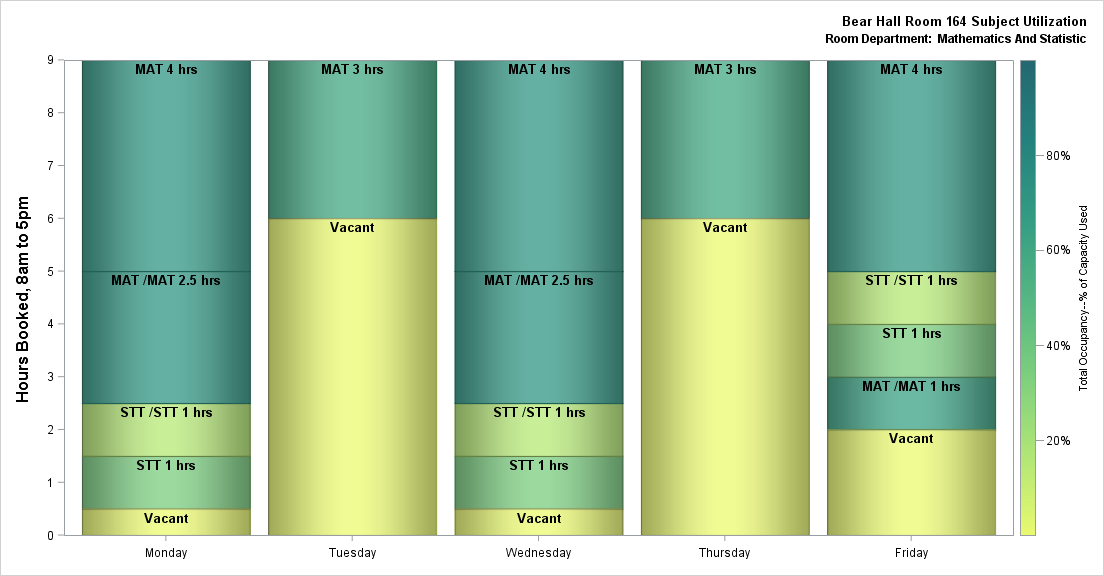 Bear Hall Room 164 Subject Utilization
Room Department: Mathematics And Statistic
Hours Booked, 8am to 5pm
9
8
7
6
5
4
3
2
1
0
MAT 4 hrs
MAT /MAT 2.5 hrs
STT /STT 1 hrs
STT 1 hrs
Vacant
Monday
MAT 3 hrs
Vacant
Tuesday
MAT 4 hrs
MAT /MAT 2.5 hrs
STT /STT 1 hrs
STT 1 hrs
Vacant
Wednesday
MAT 3 hrs
Vacant
Thursday
MAT 4 hrs
STT /STT 1 hrs
STT 1 hrs
MAT /MAT 1 hrs
Vacant
Friday
80%
60%
40%
20%
Total Occupancy--% of Capacity Used